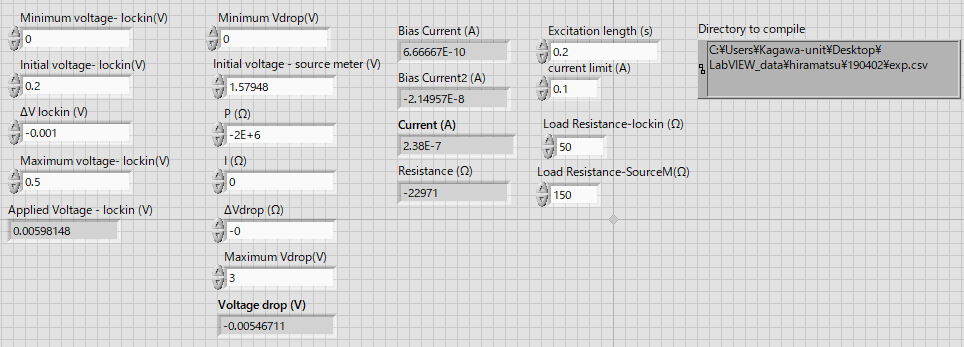 Minimum voltage- lockin(V)
0
Initial voltage- lockin(V)
0.2
ΔV lockin (V)
-0.001
Maximum voltage- lockin(V)
0.5
Applied Voltage - lockin (V)
0.00598148
Minimum Vdrop(V)
0
Initial voltage - source meter (V)
1.57948
P (Ω)
-2E+6
I (Ω)
0
ΔVdrop (Ω)
-0
Maximum Vdrop(V)
3
Voltage drop (V)
-0.00546711
Bias Current (A)
6.66667E-10
Bias Current2 (A)
-2.14957E-8
Current (A)
2.38E-7
Resistance (Ω)
-22971
Excitation length (s)
0.2
current limit (A)
0.1
Load Resistance-lockin (Ω)
50
Load Resistance-SourceM(Ω)
150
Directory to compile
C:¥Users¥Kagawa-unit¥Desktop¥
LabVIEW_data¥hiramatsu¥190402¥exp.csv